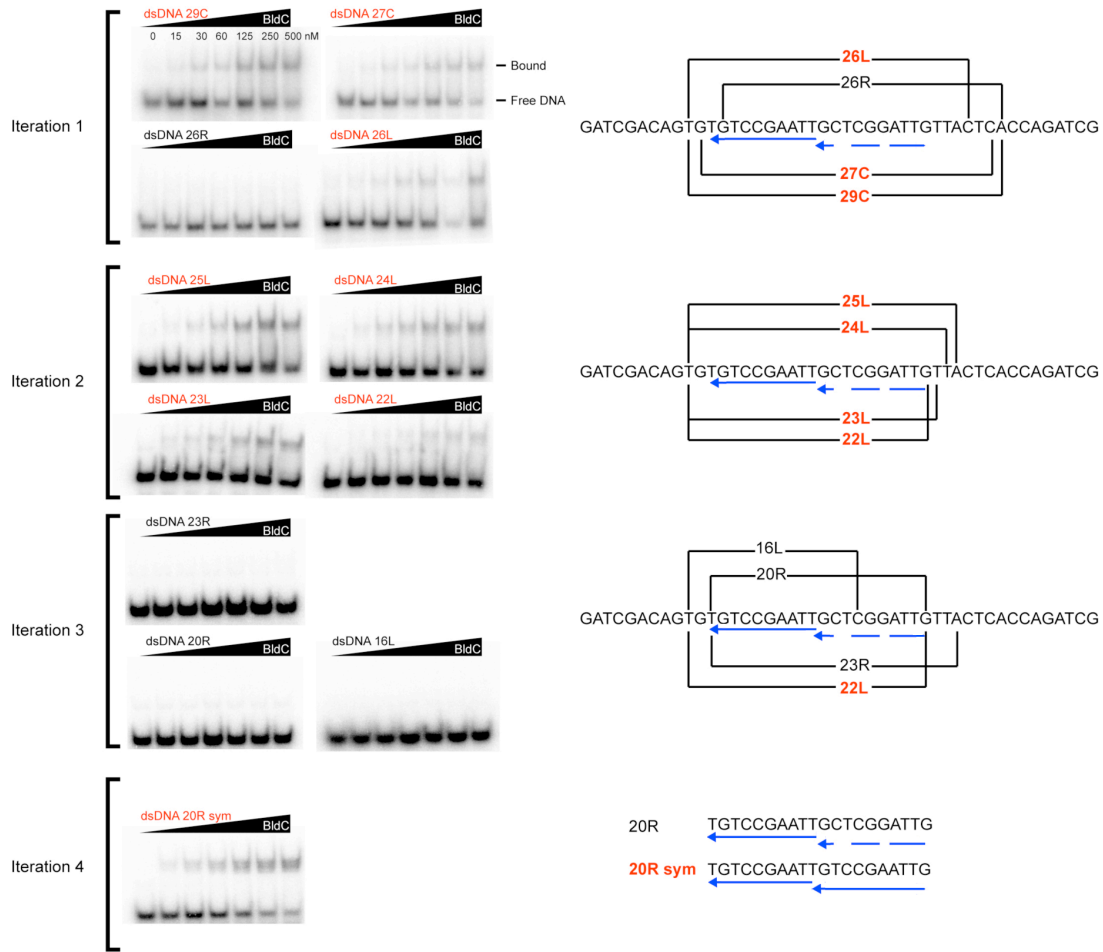 dsDNA 29C BldC
0 15 30 60 125 250 500 nM
dsDNA 27C BldC
Bound
Free DNA
Iteration 1
dsDNA 26R BldC
dsDNA 26L BldC
26L
26R
GATCGACAGTGTGTCCGAATTGCTCGGATTGTTACTCACCAGATCG
27C
29C
Iteration 2
dsDNA 25L BldC
dsDNA 24L BldC
dsDNA 23L BldC
dsDNA 22L BldC
25L
24L
GATCGACAGTGTGTCCGAATTGCTCGGATTGTTACTCACCAGATCG
23L
22L
Iteration 3
dsDNA 23R BldC
dsDNA 20R BldC
dsDNA 16L BldC
16L
20R
GATCGACAGTGTGTCCGAATTGCTCGGATTGTTACTCACCAGATCG
23R
22L
Iteration 4
dsDNA 20R sym BldC
20R TGTCCGAATTGCTCGGATTG
20R sym TGTCCGAATTGTCCGAATTG